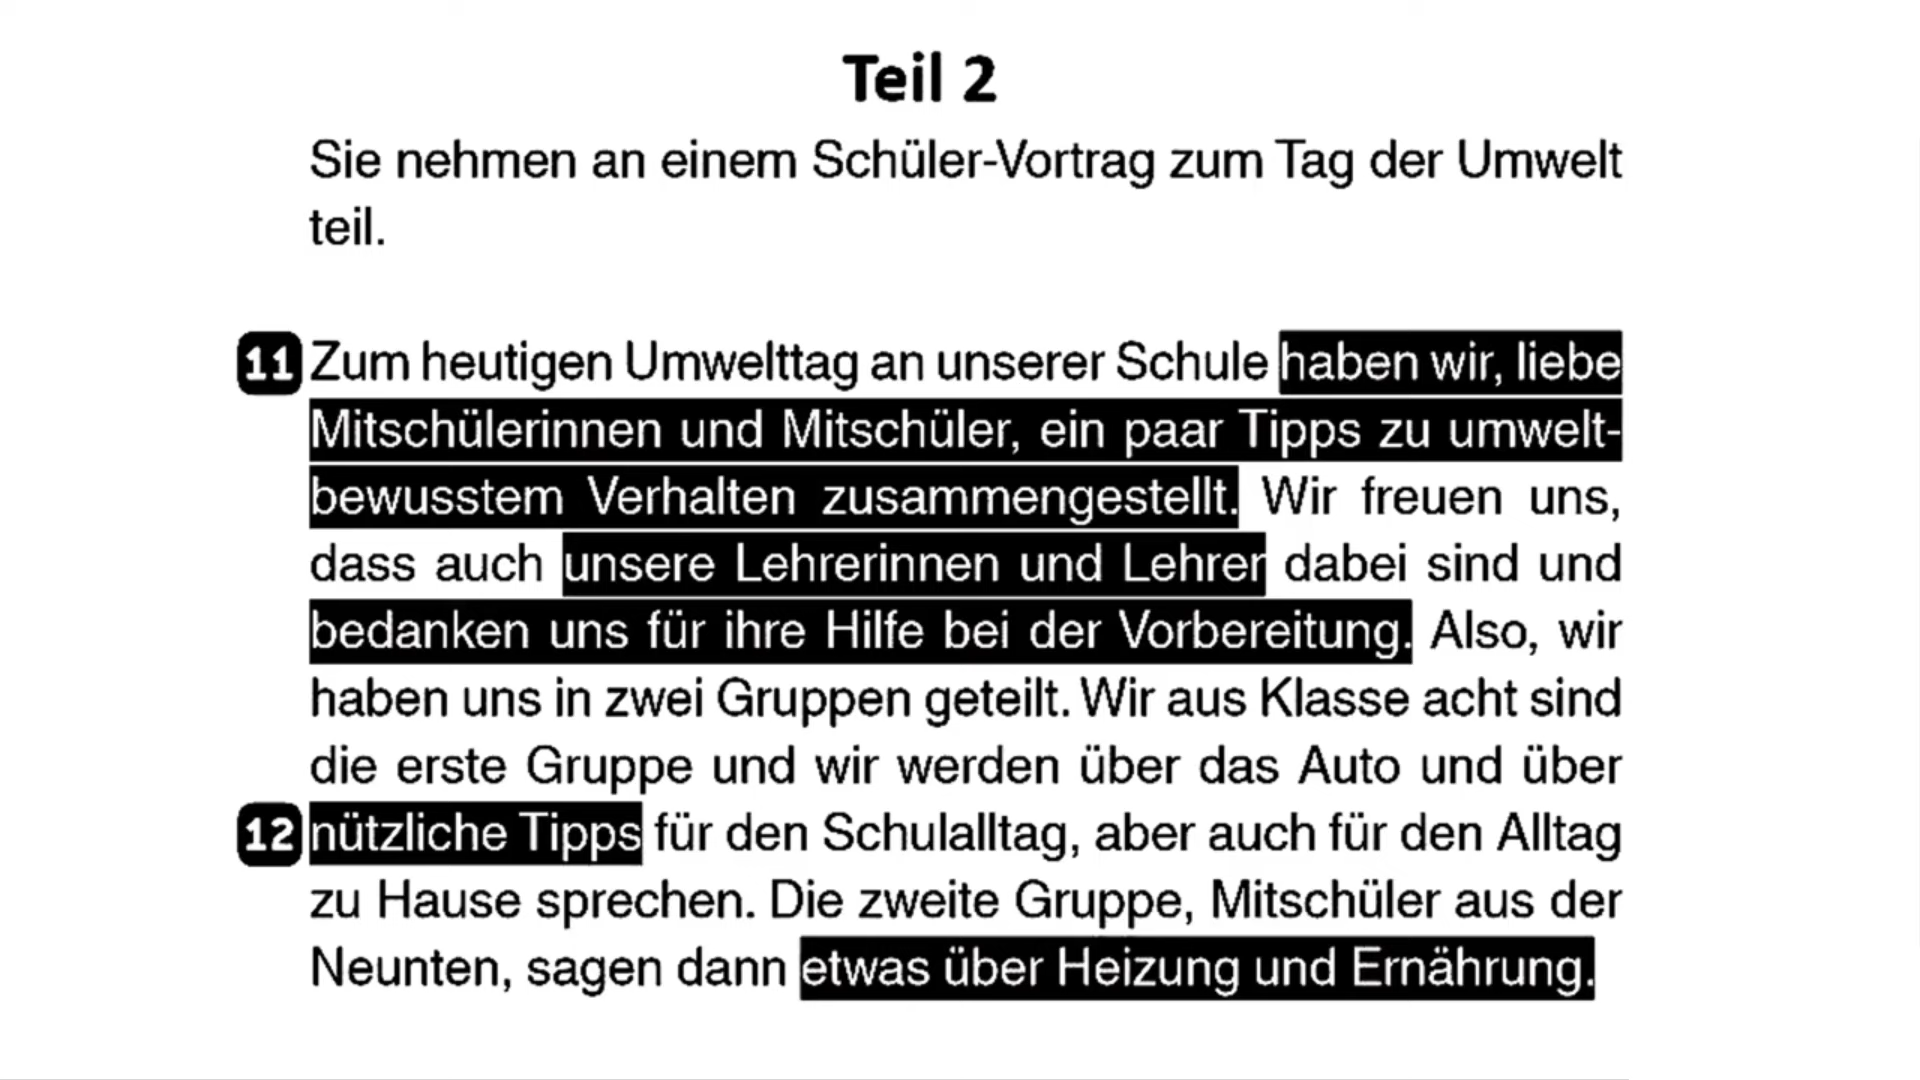 Teil 2
Sie nehmen an einem Schüler-Vortrag zum Tag der Umwelt
teil.
11 Zum heutigen Umwelttag an unserer Schule haben wir, liebe
Mitschülerinnen und Mitschüler, ein paar Tipps zu umwelt-
bewusstem Verhalten zusammengestellt. Wir freuen uns,
dass auch unsere Lehrerinnen und Lehrer dabei sind und
bedanken uns für ihre Hilfe bei der Vorbereitung. Also, wir
haben uns in zwei Gruppen geteilt. Wir aus Klasse acht sind
die erste Gruppe und wir werden über das Auto und über
12 nützliche Tipps für den Schulalltag, aber auch für den Alltag
zu Hause sprechen. Die zweite Gruppe, Mitschüler aus der
Neunten, sagen dann etwas über Heizung und Ernährung.